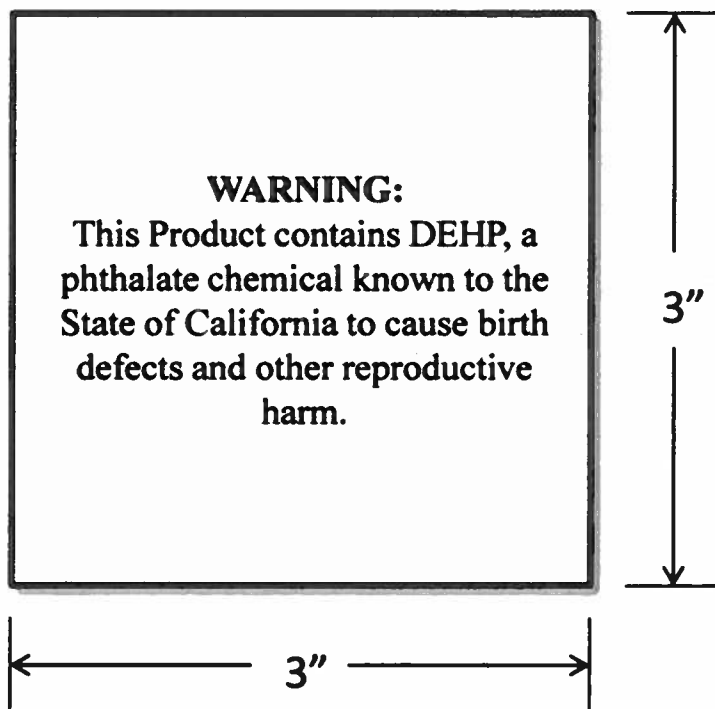 WARNING:
This Product contains DEHP, a
phthalate chemical known to the
State of California to cause birth
defects and other reproductive
harm.
3”
3”